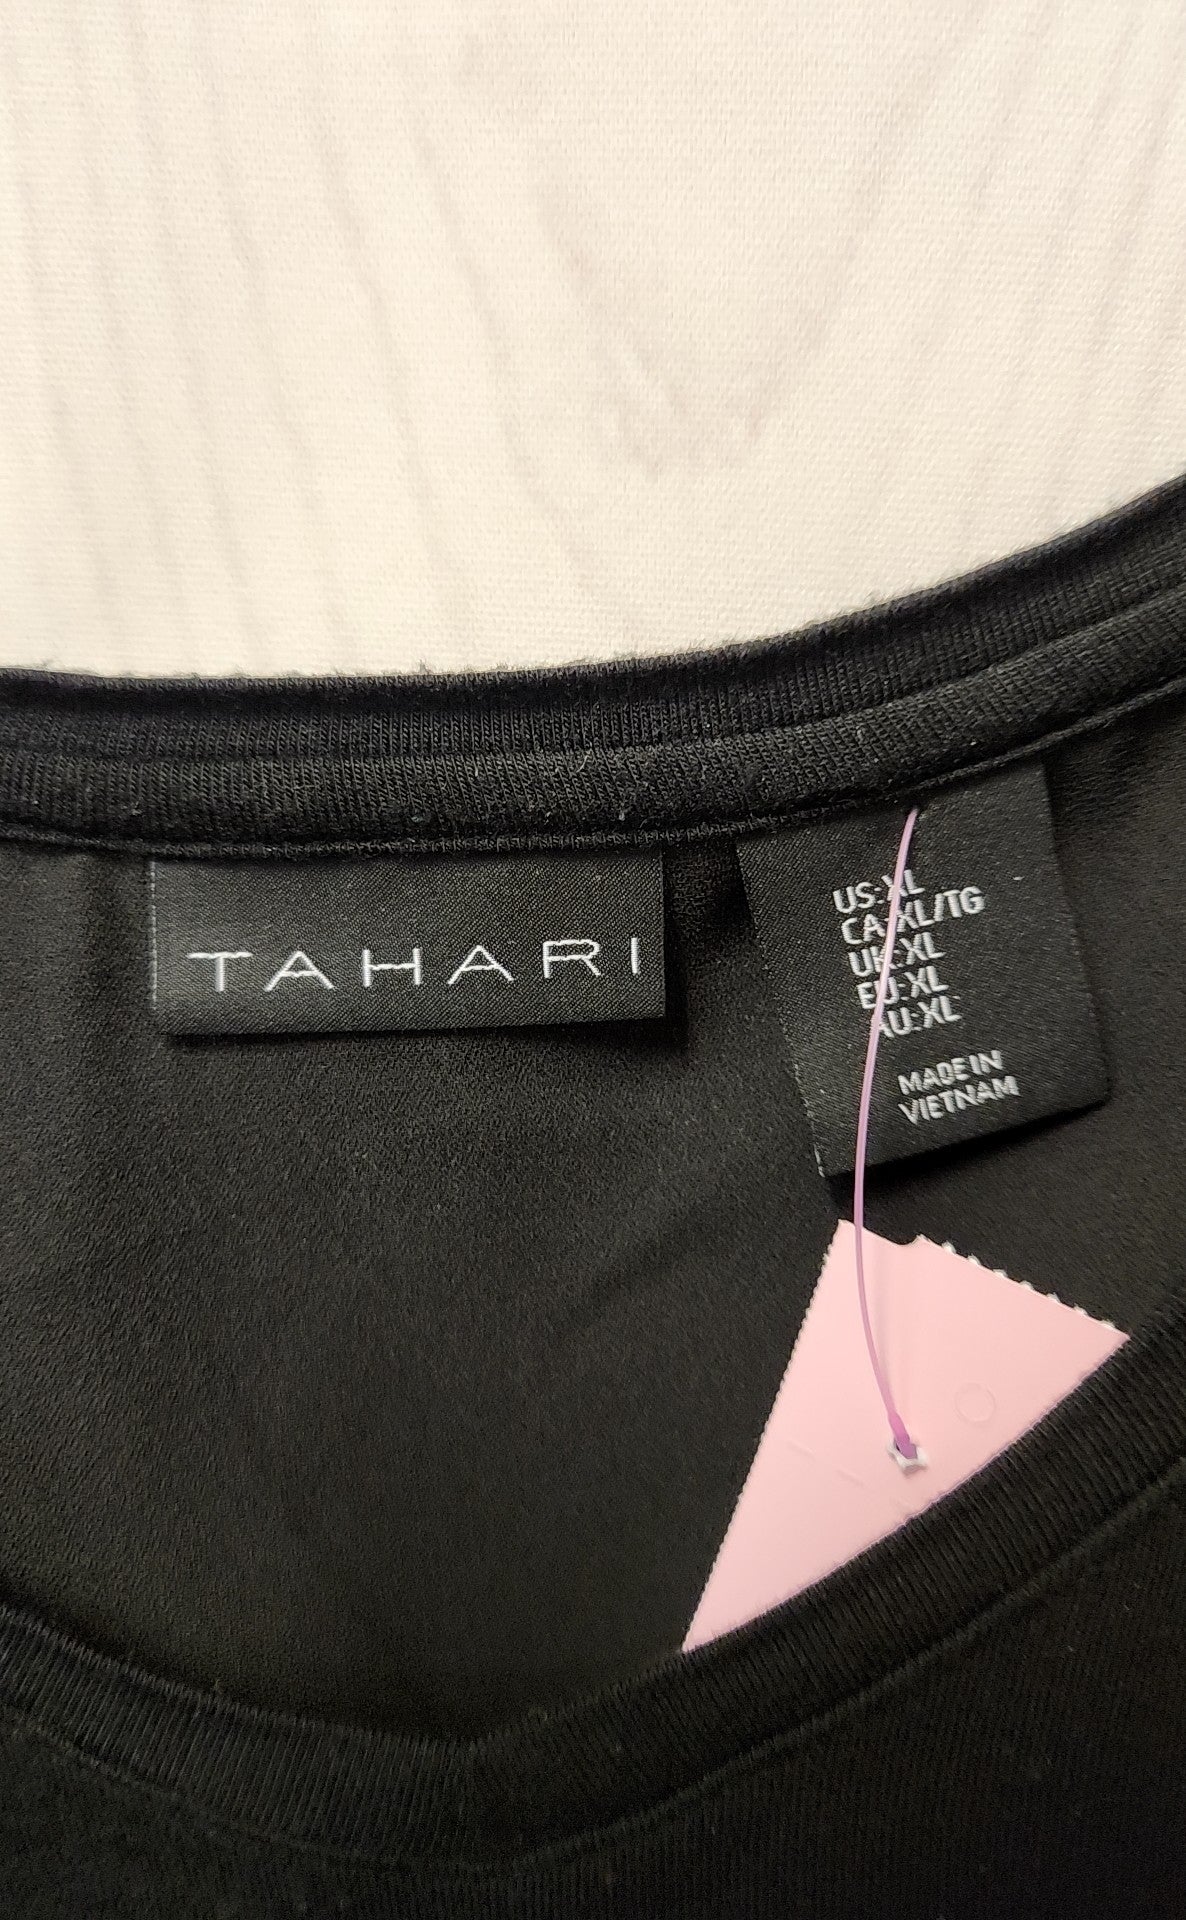 TAHARI
US: XL
CA: XL/TG
UK: XL
EU: XL
AU: XL
MADE IN
VIETNAM